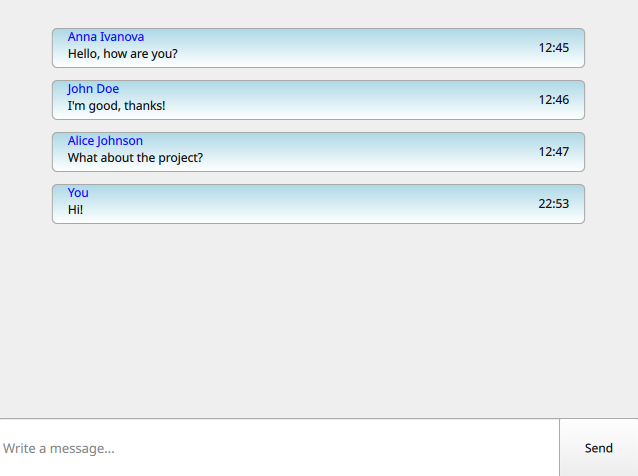 Anna Ivanova
Hello, how are you?
12:45
John Doe
I'm good, thanks!
12:46
Alice Johnson
What about the project?
12:47
You
Hi!
22:53
Write a message...
Send